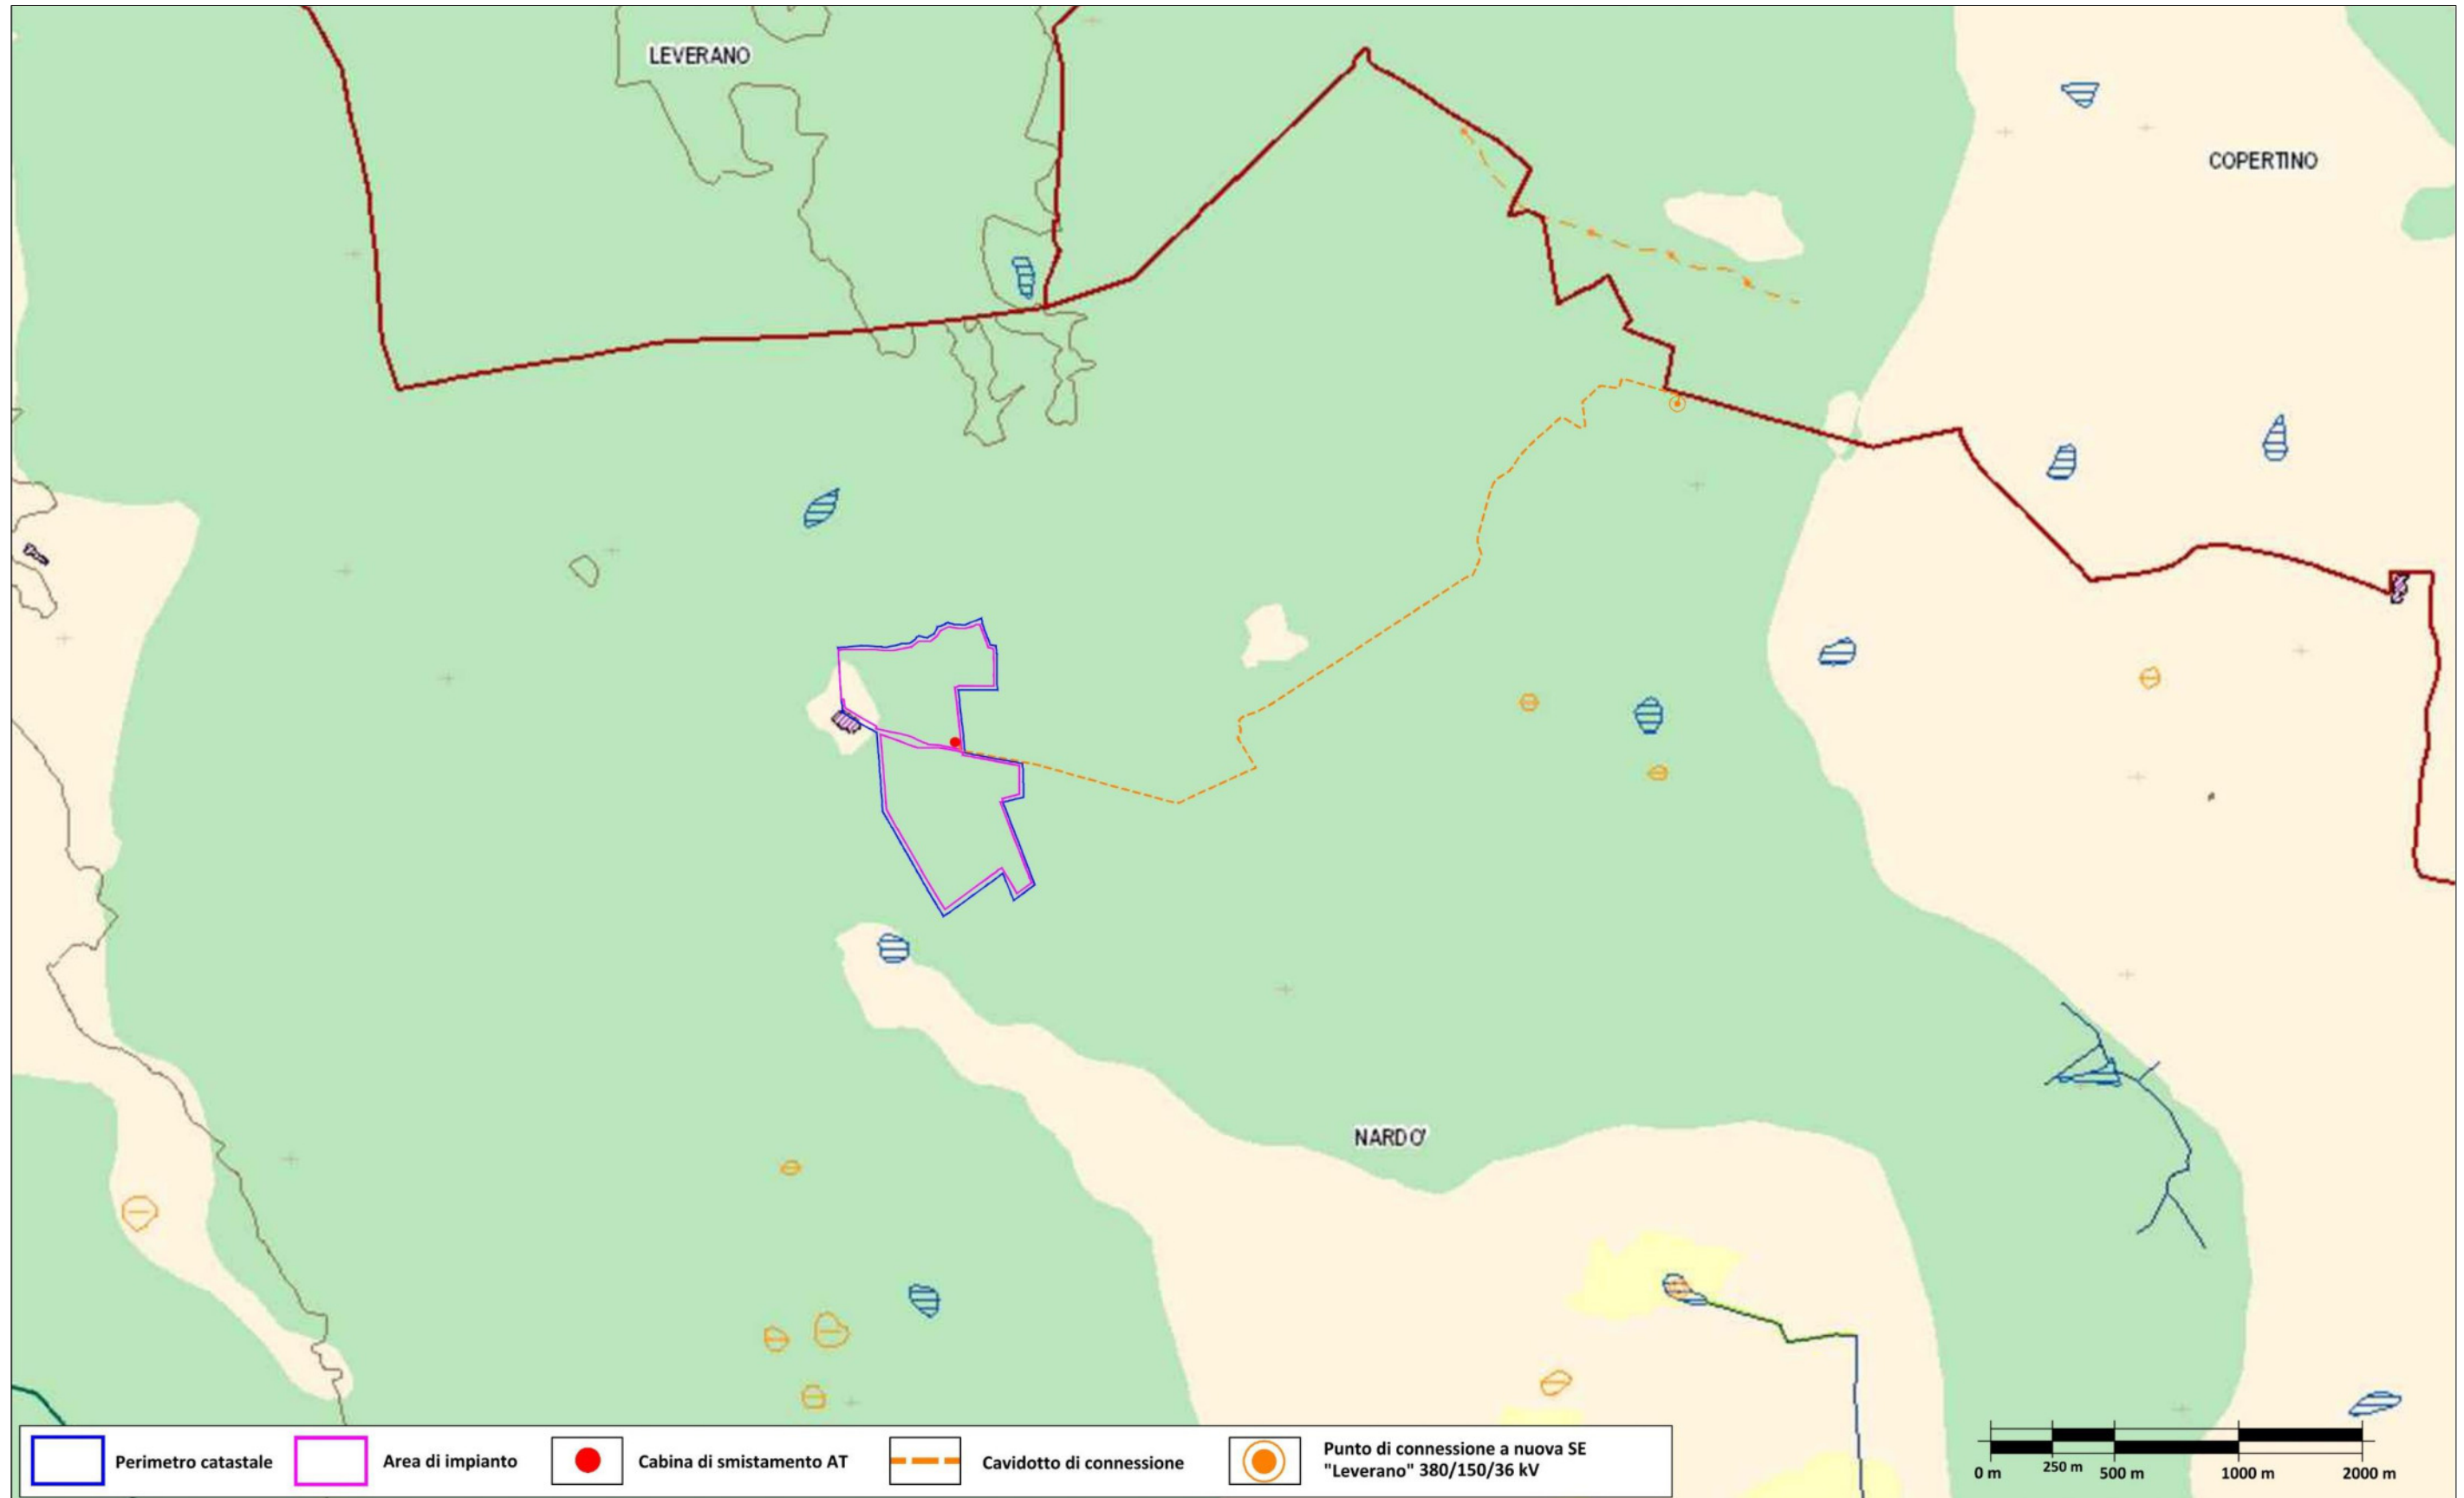 LEVERANO
COPERTINO
NARDO'
Perimetro catastale
Area di impianto
Cabina di smistamento AT
Cavidotto di connessione
Punto di connessione a nuova SE
"Leverano" 380/150/36 kV
0 m
250 m
500 m
1000 m
2000 m